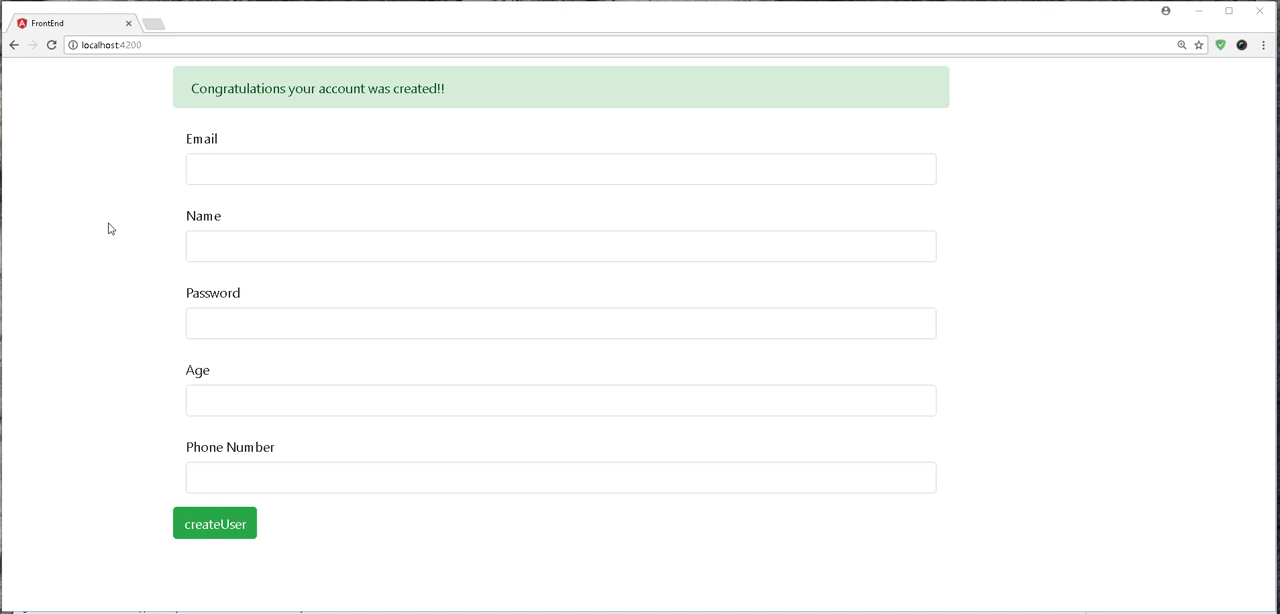 FrontEnd
localhost:4200
Congratulations your account was created!!
Email
Name
Password
Age
Phone Number
createUser